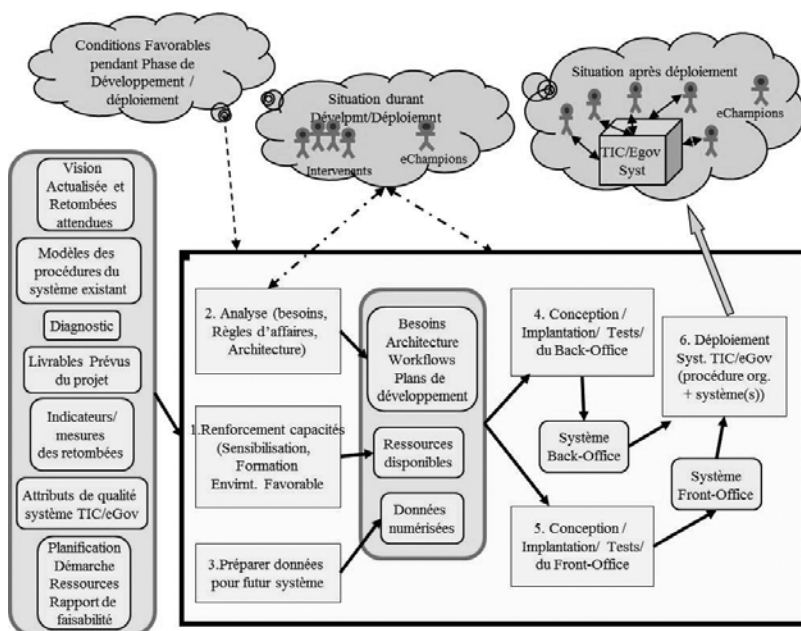 Conditions Favorables
pendant Phase de
Développement /
déploiement
Situation durant
Dévelpmt/Déploiemnt
Intervenants
eChampions
Situation après déploiement
eChampions
TIC/Egov
Syst
Vision
Actualisée et
Retombées
attendues
Modèles des
procédures du
système existant
Diagnostic
Livrables Prévus
du projet
Indicateurs/
mesures
des retombées
Attributs de qualité
système TIC/eGov
Planification
Démarche
Ressources
Rapport de
faisabilité
2. Analyse (besoins,
Règles d'affaires,
Architecture)
1.Renforcement capacités
(Sensibilisation,
Formation
Envirnt. Favorable
3.Préparer données
pour futur système
Besoins
Architecture
Workflows
Plans de
développement
Ressources
disponibles
Données
numérisées
4. Conception /
Implantation/ Tests/
du Back-Office
Système
Back-Office
5. Conception /
Implantation/ Tests/
du Front-Office
6. Déploiement
Syst. TIC/eGov
(procédure org.
+ système(s))
Système
Front-Office